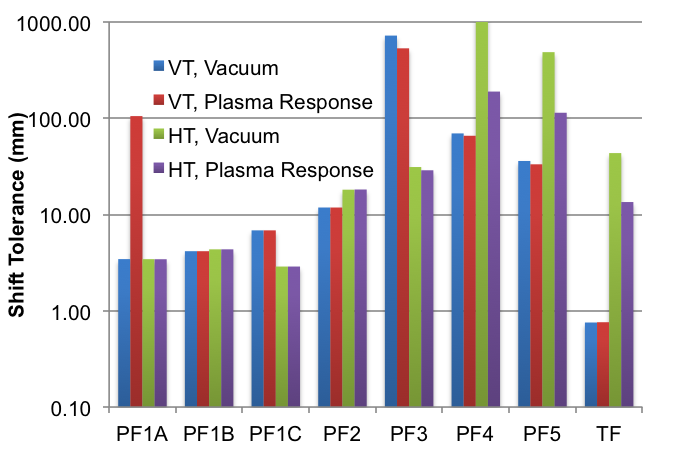 1000.00
100.00
10.00
1.00
0.10
Shift Tolerance (mm)
VT, Vacuum
VT, Plasma Response
HT, Vacuum
HT, Plasma Response
PF1A PF1B PF1C PF2 PF3 PF4 PF5 TF